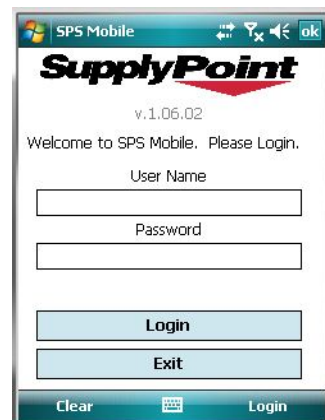 SPS Mobile ok
SupplyPoint
v.1.06.02
Welcome to SPS Mobile. Please Login.
User Name
Password
Login
Exit
Clear Login